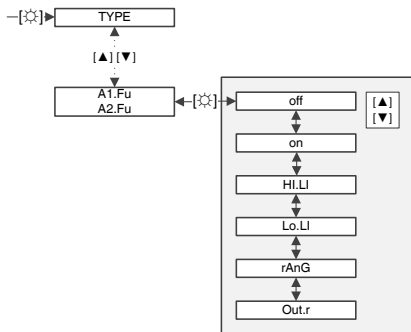 TYPE
[▲] [▼]
A1.Fu
A2.Fu
off
[▲]
[▼]
on
HI.LI
Lo.LI
rAnG
Out.r